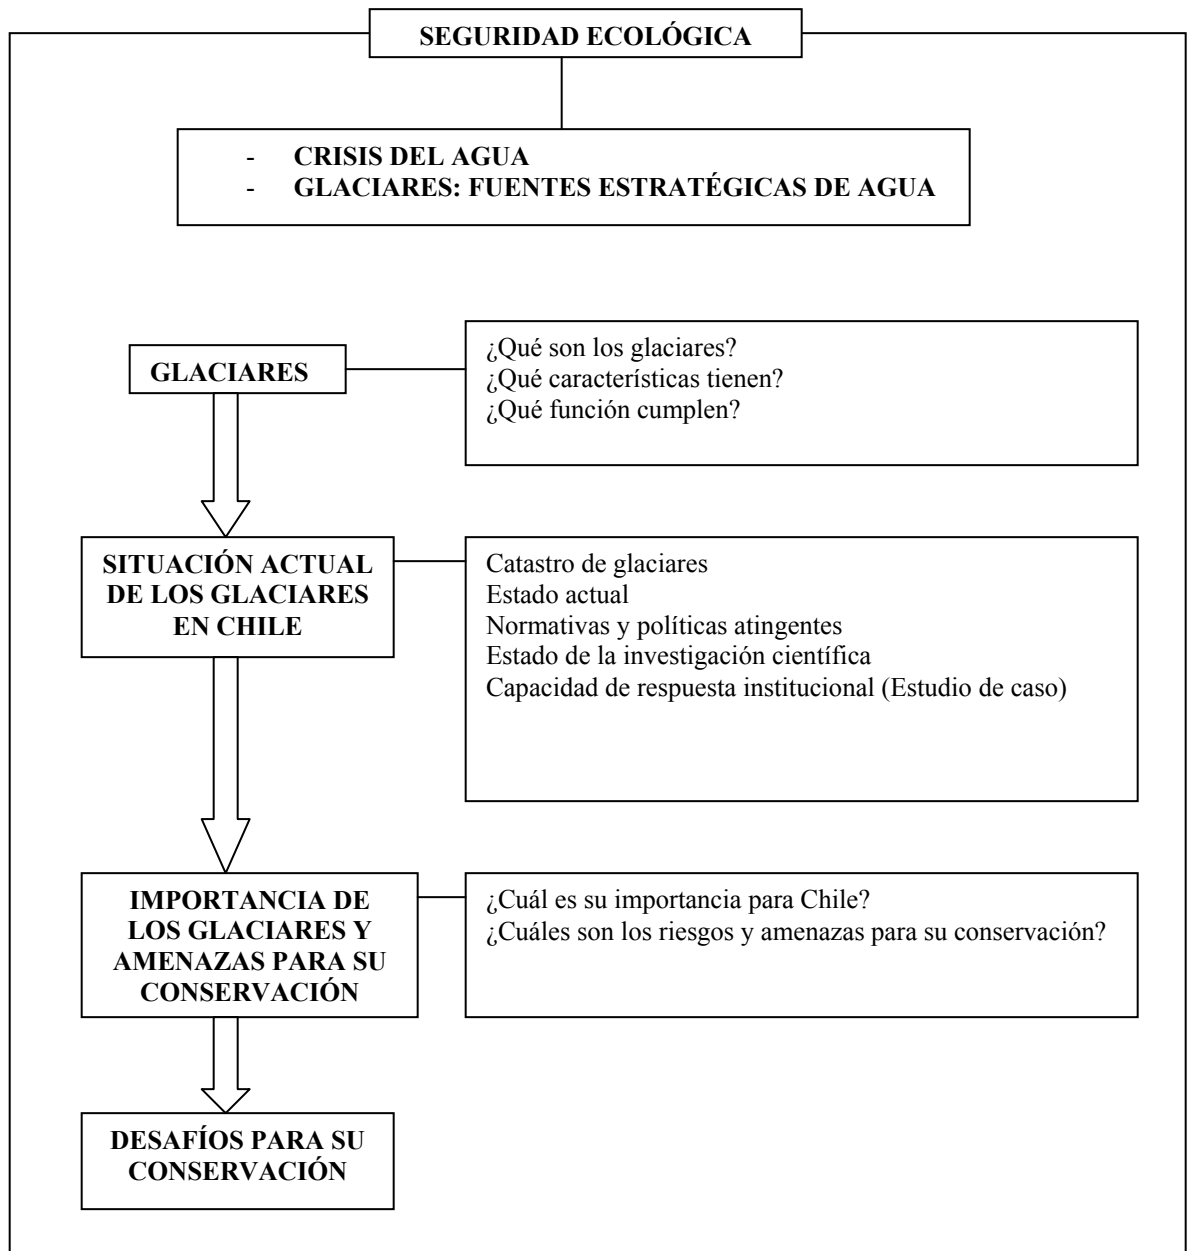 SEGURIDAD ECOLÓGICA
- CRISIS DEL AGUA
- GLACIARES: FUENTES ESTRATÉGICAS DE AGUA
GLACIARES
¿Qué son los glaciares?
¿Qué características tienen?
¿Qué función cumplen?
SITUACIÓN ACTUAL
DE LOS GLACIARES
EN CHILE
Catastro de glaciares
Estado actual
Normativas y políticas atingentes
Estado de la investigación científica
Capacidad de respuesta institucional (Estudio de caso)
IMPORTANCIA DE
LOS GLACIARES Y
AMENAZAS PARA SU
CONSERVACIÓN
¿Cuál es su importancia para Chile?
¿Cuáles son los riesgos y amenazas para su conservación?
DESAFÍOS PARA SU
CONSERVACIÓN